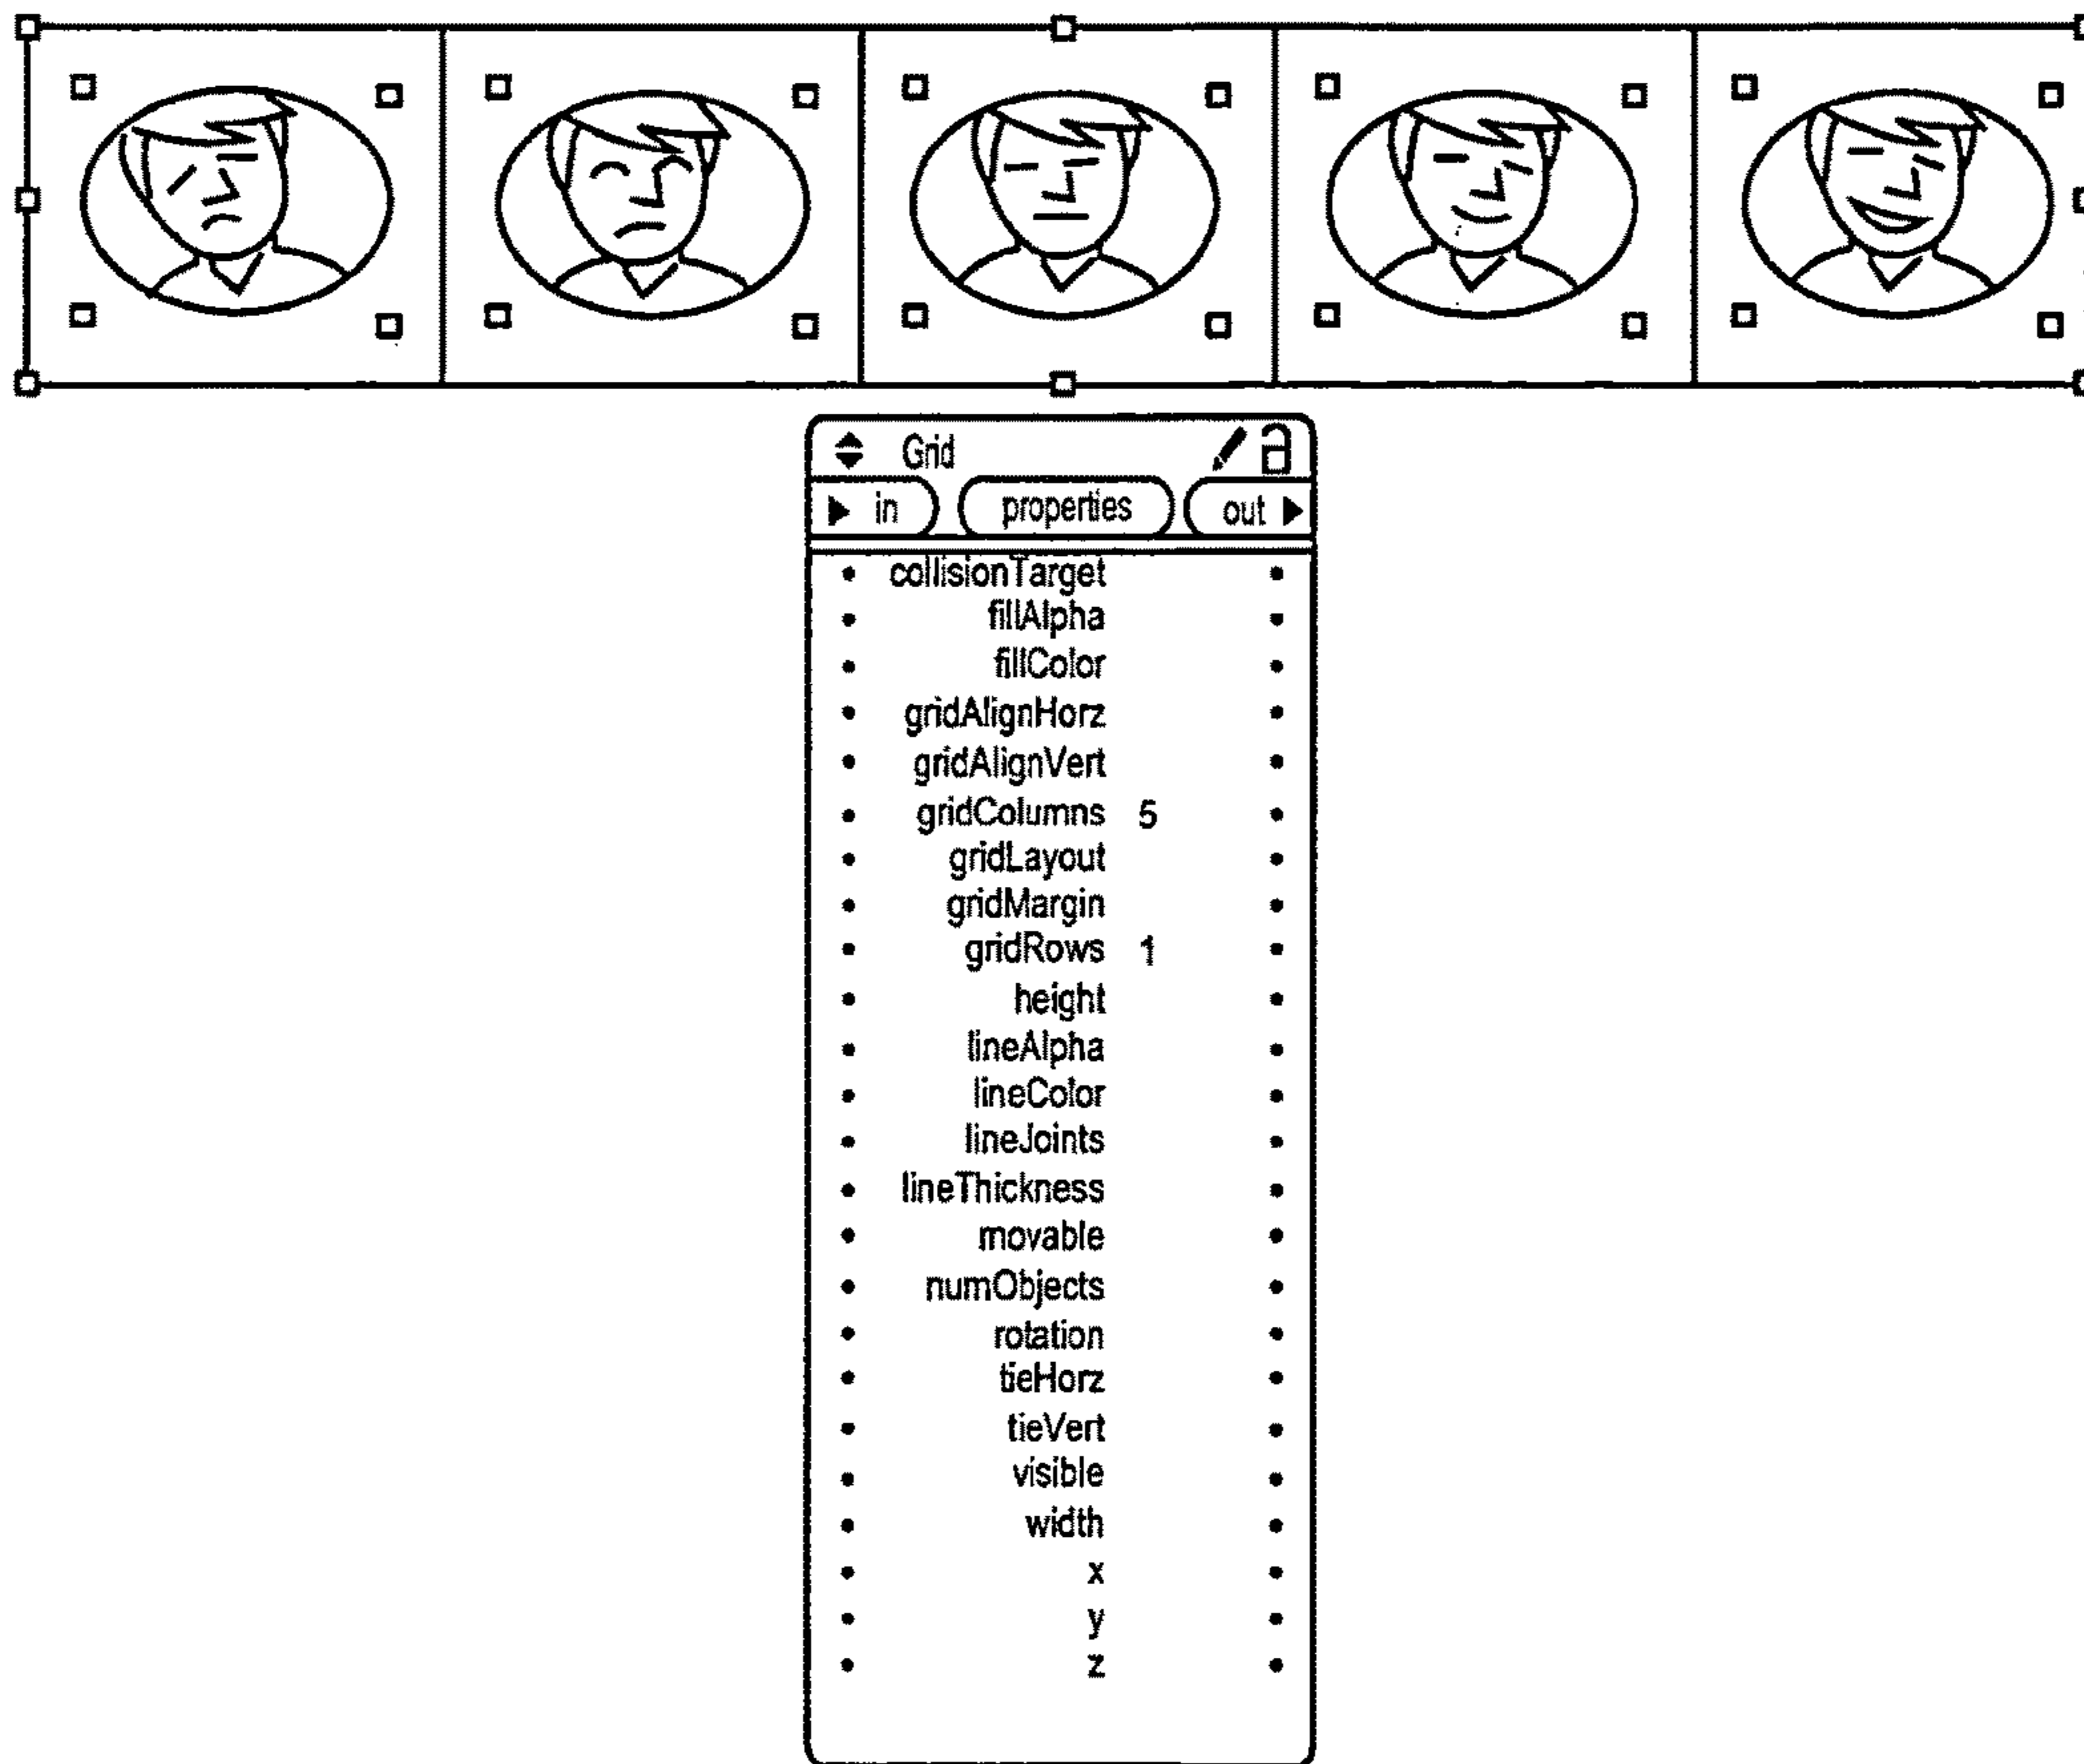 Grid
in properties out
collisionTarget
fillAlpha
fillColor
gridAlignHorz
gridAlignVert
gridColumns 5
gridLayout
gridMargin
gridRows 1
height
lineAlpha
lineColor
lineJoints
lineThickness
movable
numObjects
rotation
tieHorz
tieVert
visible
width
x
y
z